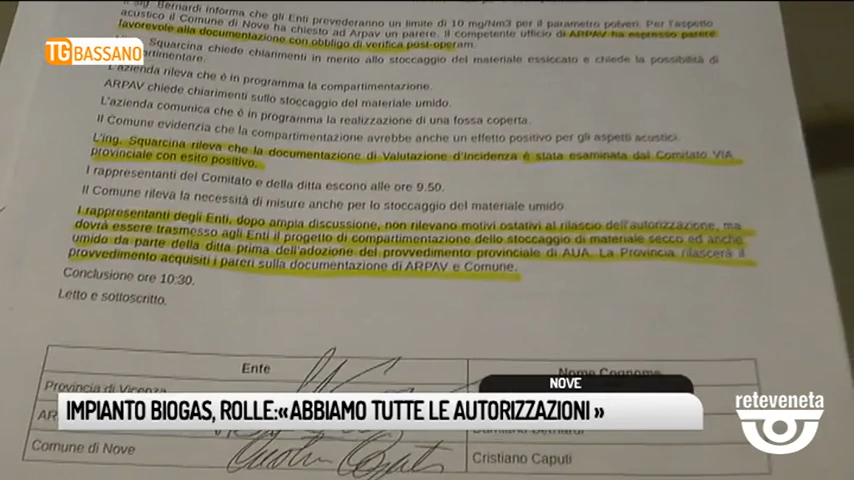 sig. Bernardi informa che gli Enti prevederanno un limite di 10 mg/Nm3 per il parametro polveri. Per l'aspetto
acustico il Comune di Nove ha chiesto ad Arpav un parere. Il competente ufficio di ARPAV ha espresso parere
favorevole alla documentazione con obbligo di verifica post-operam.
Squarcina chiede chiarimenti in merito allo stoccaggio del materiale essiccato e chiede la possibilità di
compartimentare.
L'azienda rileva che è in programma la compartimentazione.
ARPAV chiede chiarimenti sullo stoccaggio del materiale umido.
L'azienda comunica che è in programma la realizzazione di una fossa coperta.
Il Comune evidenzia che la compartimentazione avrebbe anche un effetto positivo per gli aspetti acustici.
L'ing. Squarcina rileva che la documentazione di Valutazione d'Incidenza è stata esaminata dal Comitato VIA
provinciale con esito positivo.
I rappresentanti del Comitato e della ditta escono alle ore 9.50.
Il Comune rileva la necessità di misure anche per lo stoccaggio del materiale umido
I rappresentanti degli Enti, dopo ampia discussione, non rilevano motivi ostativi al rilascio dell'autorizzazione, ma
dovrà essere trasmesso agli Enti il progetto di compartimentazione dello stoccaggio di materiale secco ed anche
umido da parte della ditta prima dell'adozione del provvedimento provinciale di AUA. La Provincia rilascerà il
provvedimento acquisiti i pareri sulla documentazione di ARPAV e Comune.
Conclusione ore 10:30.
Letto e sottoscritto.
Ente Nome Cognome
Provincia di Vicenza
Comune di Nove Cristiano Caputi
TG BASSANO
NOVE
IMPIANTO BIOGAS, ROLLE:«ABBIAMO TUTTE LE AUTORIZZAZIONI »
reteveneta